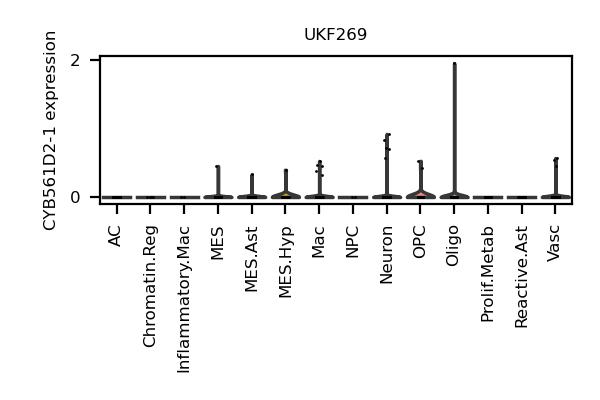 UKF269
CYB561D2-1 expression
2
0
AC
Chromatin.Reg
Inflammatory.Mac
MES
MES.Ast
MES.Hyp
Mac
NPC
Neuron
OPC
Oligo
Prolif.Metab
Reactive.Ast
Vasc